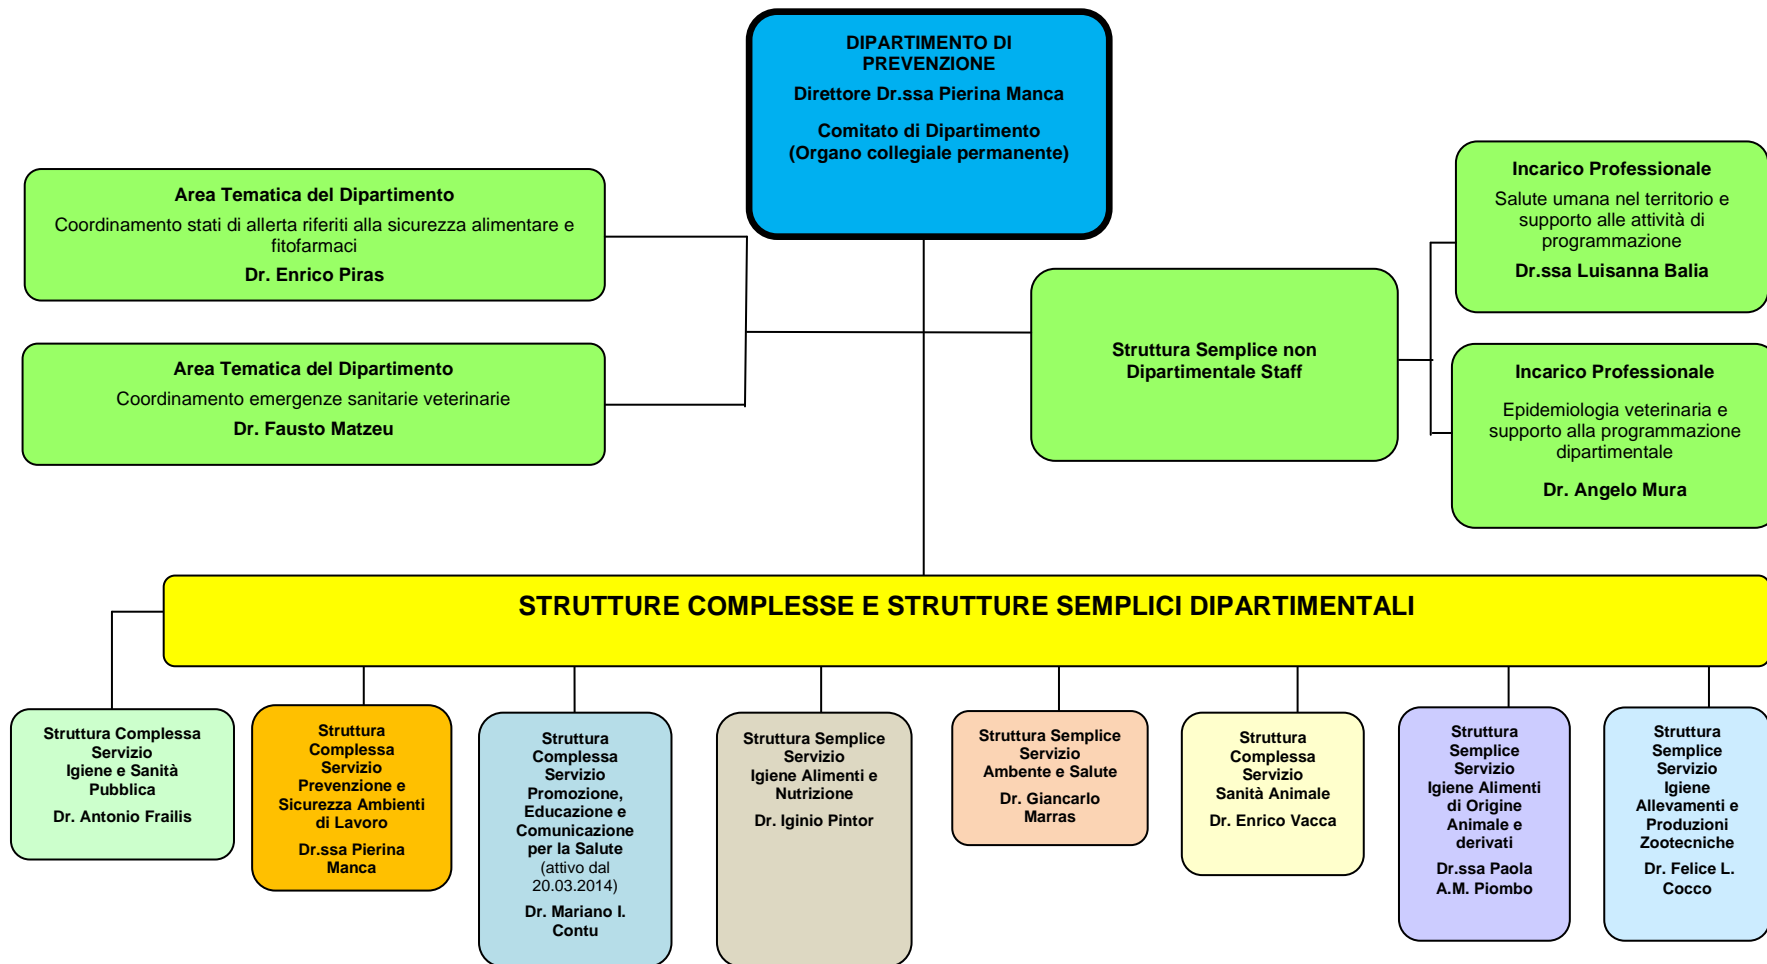 DIPARTIMENTO DI
PREVENZIONE
Direttore Dr.ssa Pierina Manca
Comitato di Dipartimento
(Organo collegiale permanente)
Area Tematica del Dipartimento
Coordinamento stati di allerta riferiti alla sicurezza alimentare e
fitofarmaci
Dr. Enrico Piras
Area Tematica del Dipartimento
Coordinamento emergenze sanitarie veterinarie
Dr. Fausto Matzeu
Struttura Semplice non
Dipartimentale Staff
Incarico Professionale
Salute umana nel territorio e
supporto alle attività di
programmazione
Dr.ssa Luisanna Balia
Incarico Professionale
Epidemiologia veterinaria e
supporto alla programmazione
dipartimentale
Dr. Angelo Mura
STRUTTURE COMPLESSE E STRUTTURE SEMPLICI DIPARTIMENTALI
Struttura Complessa
Servizio
Igiene e Sanità
Pubblica
Dr. Antonio Frailis
Struttura
Complessa
Servizio
Prevenzione e
Sicurezza Ambienti
di Lavoro
Dr.ssa Pierina
Manca
Struttura
Complessa
Servizio
Promozione,
Educazione e
Comunicazione
per la Salute
(attivo dal
20.03.2014)
Dr. Mariano I.
Contu
Struttura Semplice
Servizio
Igiene Alimenti e
Nutrizione
Dr. Iginio Pintor
Struttura Semplice
Servizio
Ambente e Salute
Dr. Giancarlo
Marras
Struttura
Complessa
Servizio
Sanità Animale
Dr. Enrico Vacca
Struttura
Semplice
Servizio
Igiene Alimenti
di Origine
Animale e
derivati
Dr.ssa Paola
A.M. Piombo
Struttura
Semplice
Servizio
Igiene
Allevamenti e
Produzioni
Zootecniche
Dr. Felice L.
Cocco